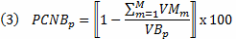 (3) PCNB_p = [1 − ∑_{m=1}^{M} VM_m / VB_p] x 100